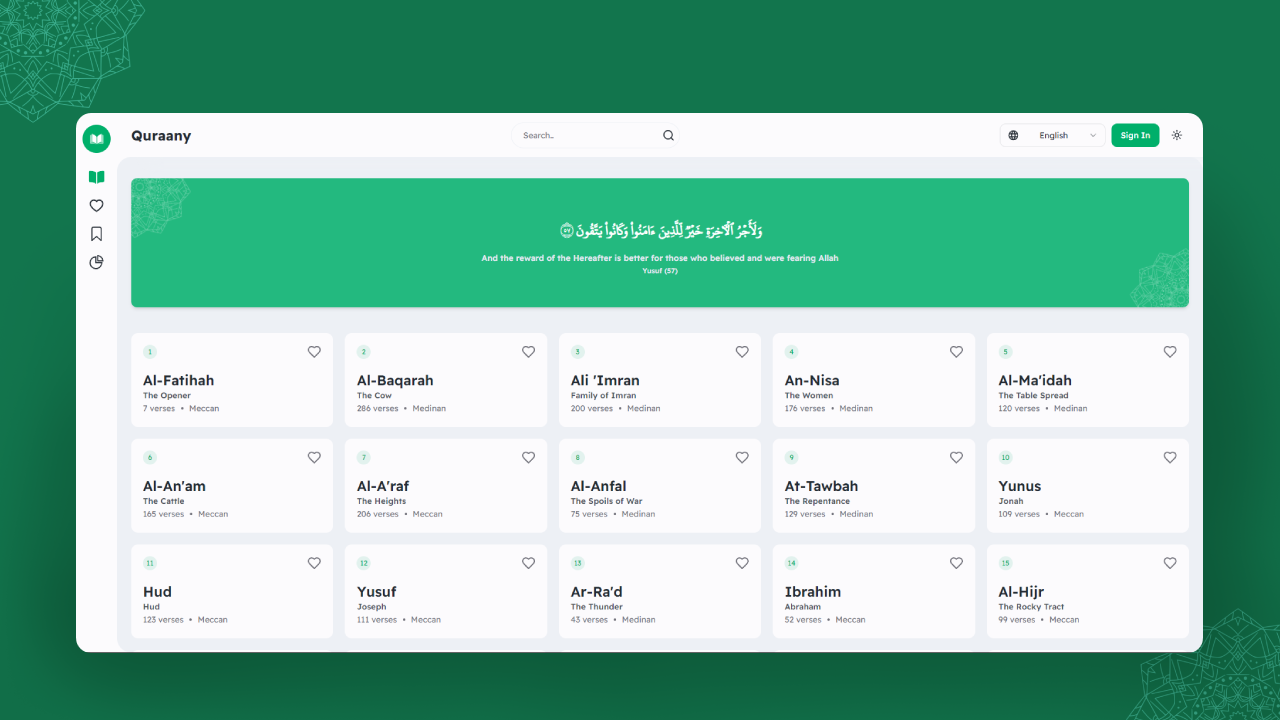 Quraany
Search..
English
Sign In
وَلَأَجْرُ ٱلْـَٔاخِرَةِ خَيْرٌ لِّلَّذِينَ ءَامَنُوا۟ وَكَانُوا۟ يَتَّقُونَ ٥٧
And the reward of the Hereafter is better for those who believed and were fearing Allah
Yusuf (57)
1
Al-Fatihah
The Opener
7 verses • Meccan
2
Al-Baqarah
The Cow
286 verses • Medinan
3
Ali 'Imran
Family of Imran
200 verses • Medinan
4
An-Nisa
The Women
176 verses • Medinan
5
Al-Ma'idah
The Table Spread
120 verses • Medinan
6
Al-An'am
The Cattle
165 verses • Meccan
7
Al-A'raf
The Heights
206 verses • Meccan
8
Al-Anfal
The Spoils of War
75 verses • Medinan
9
At-Tawbah
The Repentance
129 verses • Medinan
10
Yunus
Jonah
109 verses • Meccan
11
Hud
Hud
123 verses • Meccan
12
Yusuf
Joseph
111 verses • Meccan
13
Ar-Ra'd
The Thunder
43 verses • Medinan
14
Ibrahim
Abraham
52 verses • Meccan
15
Al-Hijr
The Rocky Tract
99 verses • Meccan